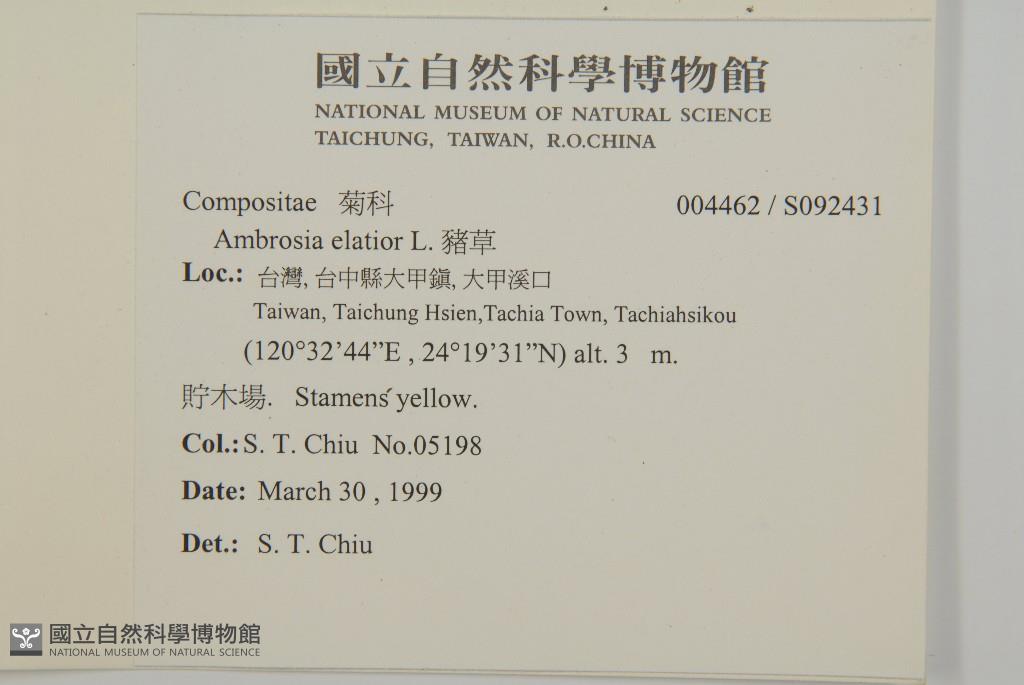 國立自然科學博物館
NATIONAL MUSEUM OF NATURAL SCIENCE
TAICHUNG, TAIWAN, R.O.CHINA
Compositae 菊科 004462 / S092431
Ambrosia elatior L. 豬草
Loc.: 台灣, 台中縣大甲鎮, 大甲溪口
Taiwan, Taichung Hsien,Tachia Town, Tachiahsikou
(120°32’44”E , 24°19’31”N) alt. 3 m.
貯木場. Stamens yellow.
Col.: S. T. Chiu No.05198
Date: March 30 , 1999
Det.: S. T. Chiu
國立自然科學博物館
NATIONAL MUSEUM OF NATURAL SCIENCE